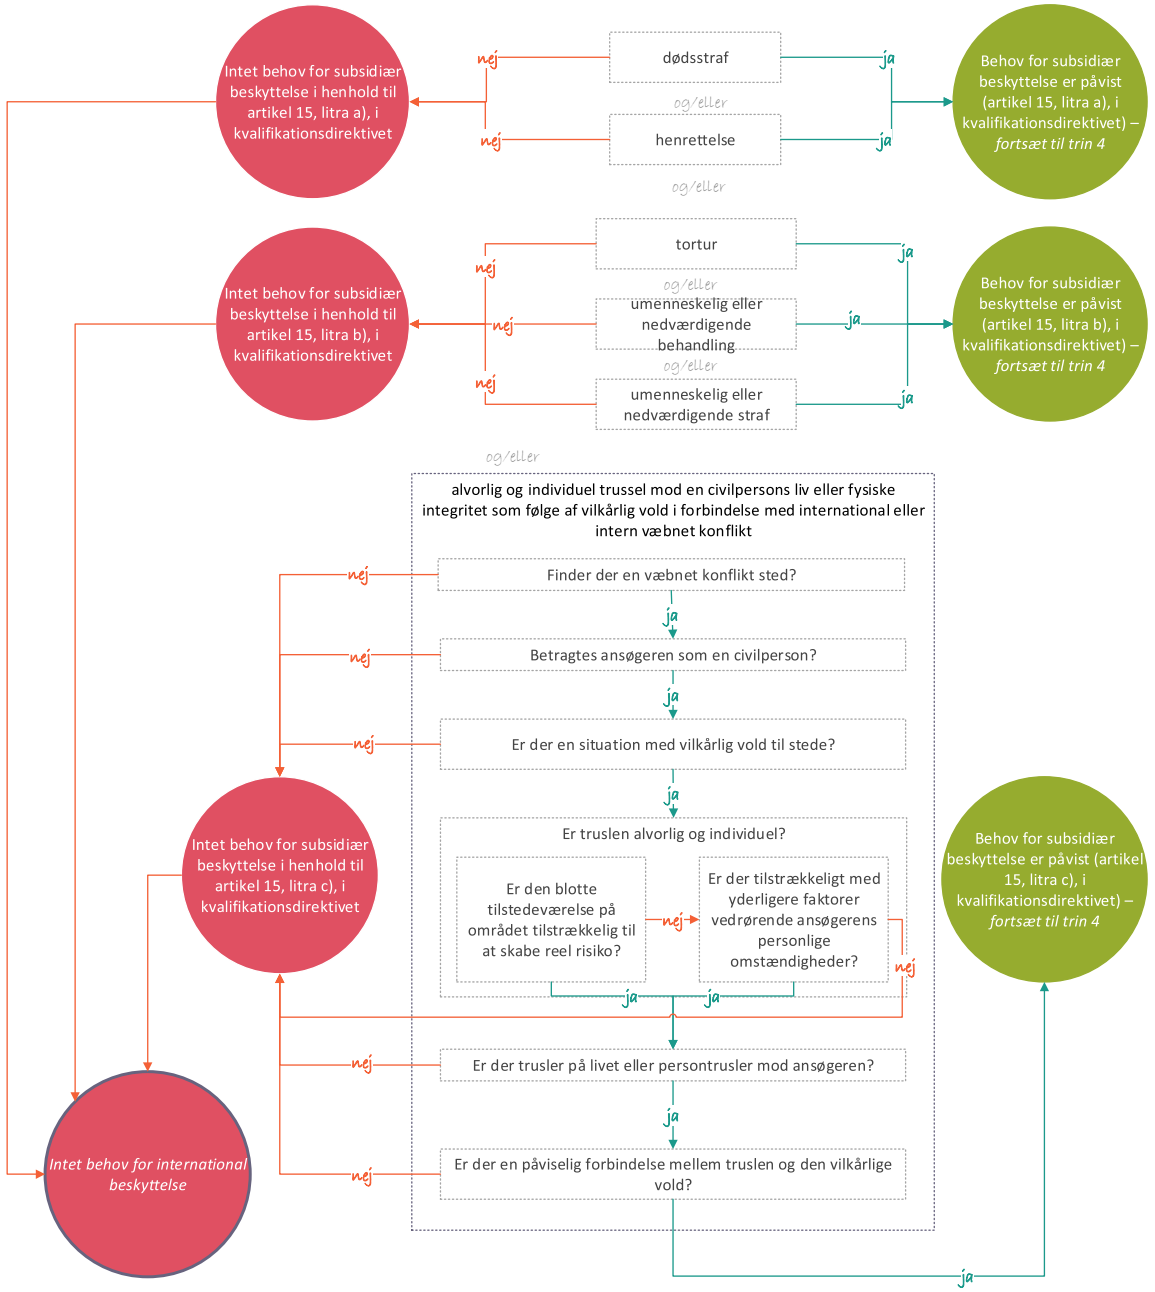 Intet behov for subsidiær
beskyttelse i henhold til
artikel 15, litra a), i
kvalifikationsdirektivet
nej
dødsstraf
ja
og/eller
nej
henrettelse
ja
Behov for subsidiær
beskyttelse er påvist
(artikel 15, litra a), i
kvalifikationsdirektivet) –
fortsæt til trin 4
og/eller
Intet behov for subsidiær
beskyttelse i henhold til
artikel 15, litra b), i
kvalifikationsdirektivet
nej
tortur
ja
og/eller
nej
umenneskelig eller
nedværdigende
behandling
ja
og/eller
nej
umenneskelig eller
nedværdigende straf
ja
Behov for subsidiær
beskyttelse er påvist
(artikel 15, litra b), i
kvalifikationsdirektivet) –
fortsæt til trin 4
og/eller
alvorlig og individuel trussel mod en civilpersons liv eller fysiske
integritet som følge af vilkårlig vold i forbindelse med international eller
intern væbnet konflikt
nej
Finder der en væbnet konflikt sted?
ja
nej
Betragtes ansøgeren som en civilperson?
ja
nej
Er der en situation med vilkårlig vold til stede?
ja
Intet behov for subsidiær
beskyttelse i henhold til
artikel 15, litra c), i
kvalifikationsdirektivet
Er truslen alvorlig og individuel?
Er den blotte
tilstedeværelse på
området tilstrækkelig til
at skabe reel risiko?
nej
Er der tilstrækkeligt med
yderligere faktorer
vedrørende ansøgerens
personlige
omstændigheder?
nej
ja
ja
Behov for subsidiær
beskyttelse er påvist (artikel
15, litra c), i
kvalifikationsdirektivet) –
fortsæt til trin 4
nej
Er der trusler på livet eller persontrusler mod ansøgeren?
ja
nej
Er der en påviselig forbindelse mellem truslen og den vilkårlige
vold?
ja
Intet behov for international
beskyttelse